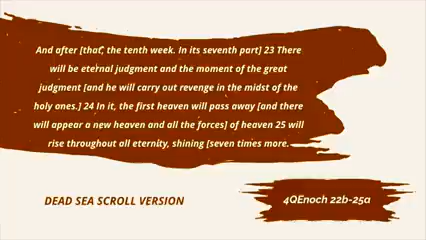 And after [that, the tenth week. In its seventh part] 23 There
will be eternal judgment and the moment of the great
judgment [and he will carry out revenge in the midst of the
holy ones.] 24 In it, the first heaven will pass away [and there
will appear a new heaven and all the forces] of heaven 25 will
rise throughout all eternity, shining [seven times more.
DEAD SEA SCROLL VERSION
4QEnoch 22b-25a